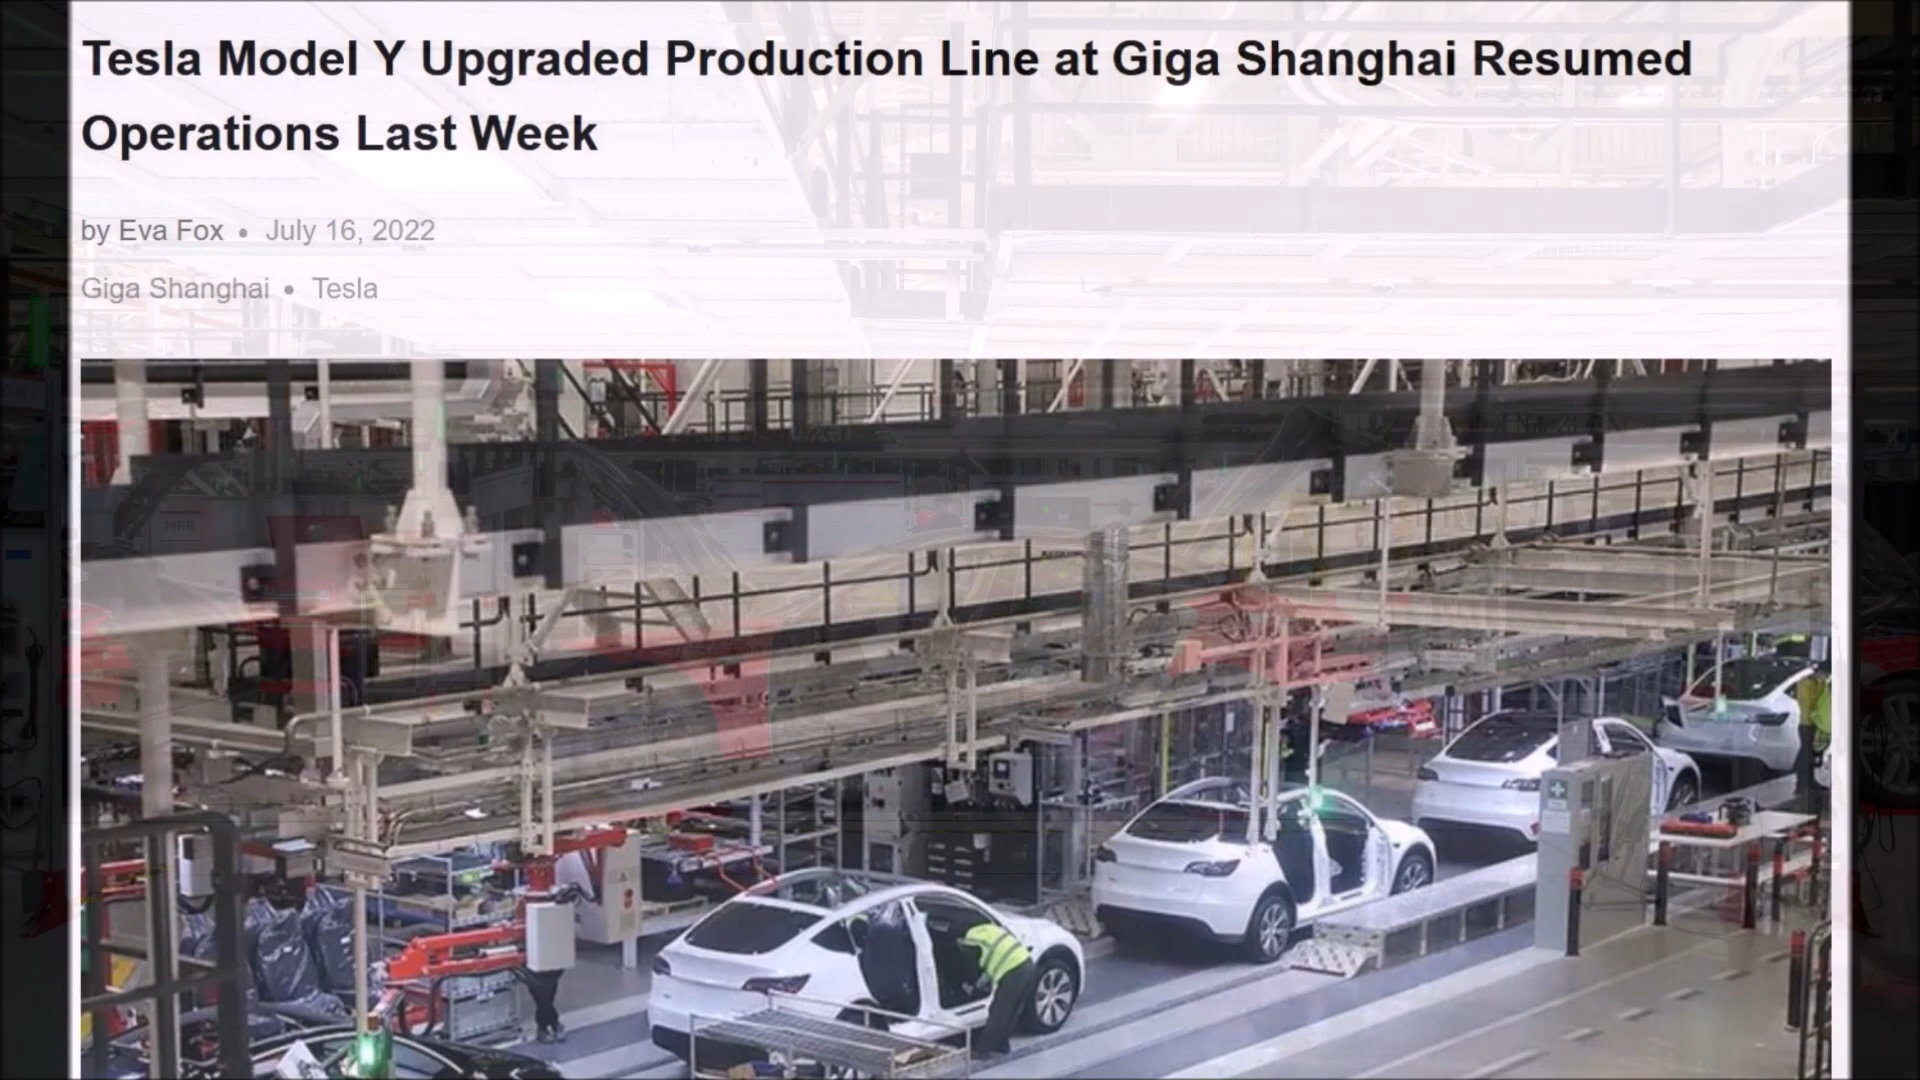 Tesla Model Y Upgraded Production Line at Giga Shanghai Resumed
Operations Last Week
by Eva Fox • July 16, 2022
Giga Shanghai • Tesla
MRB